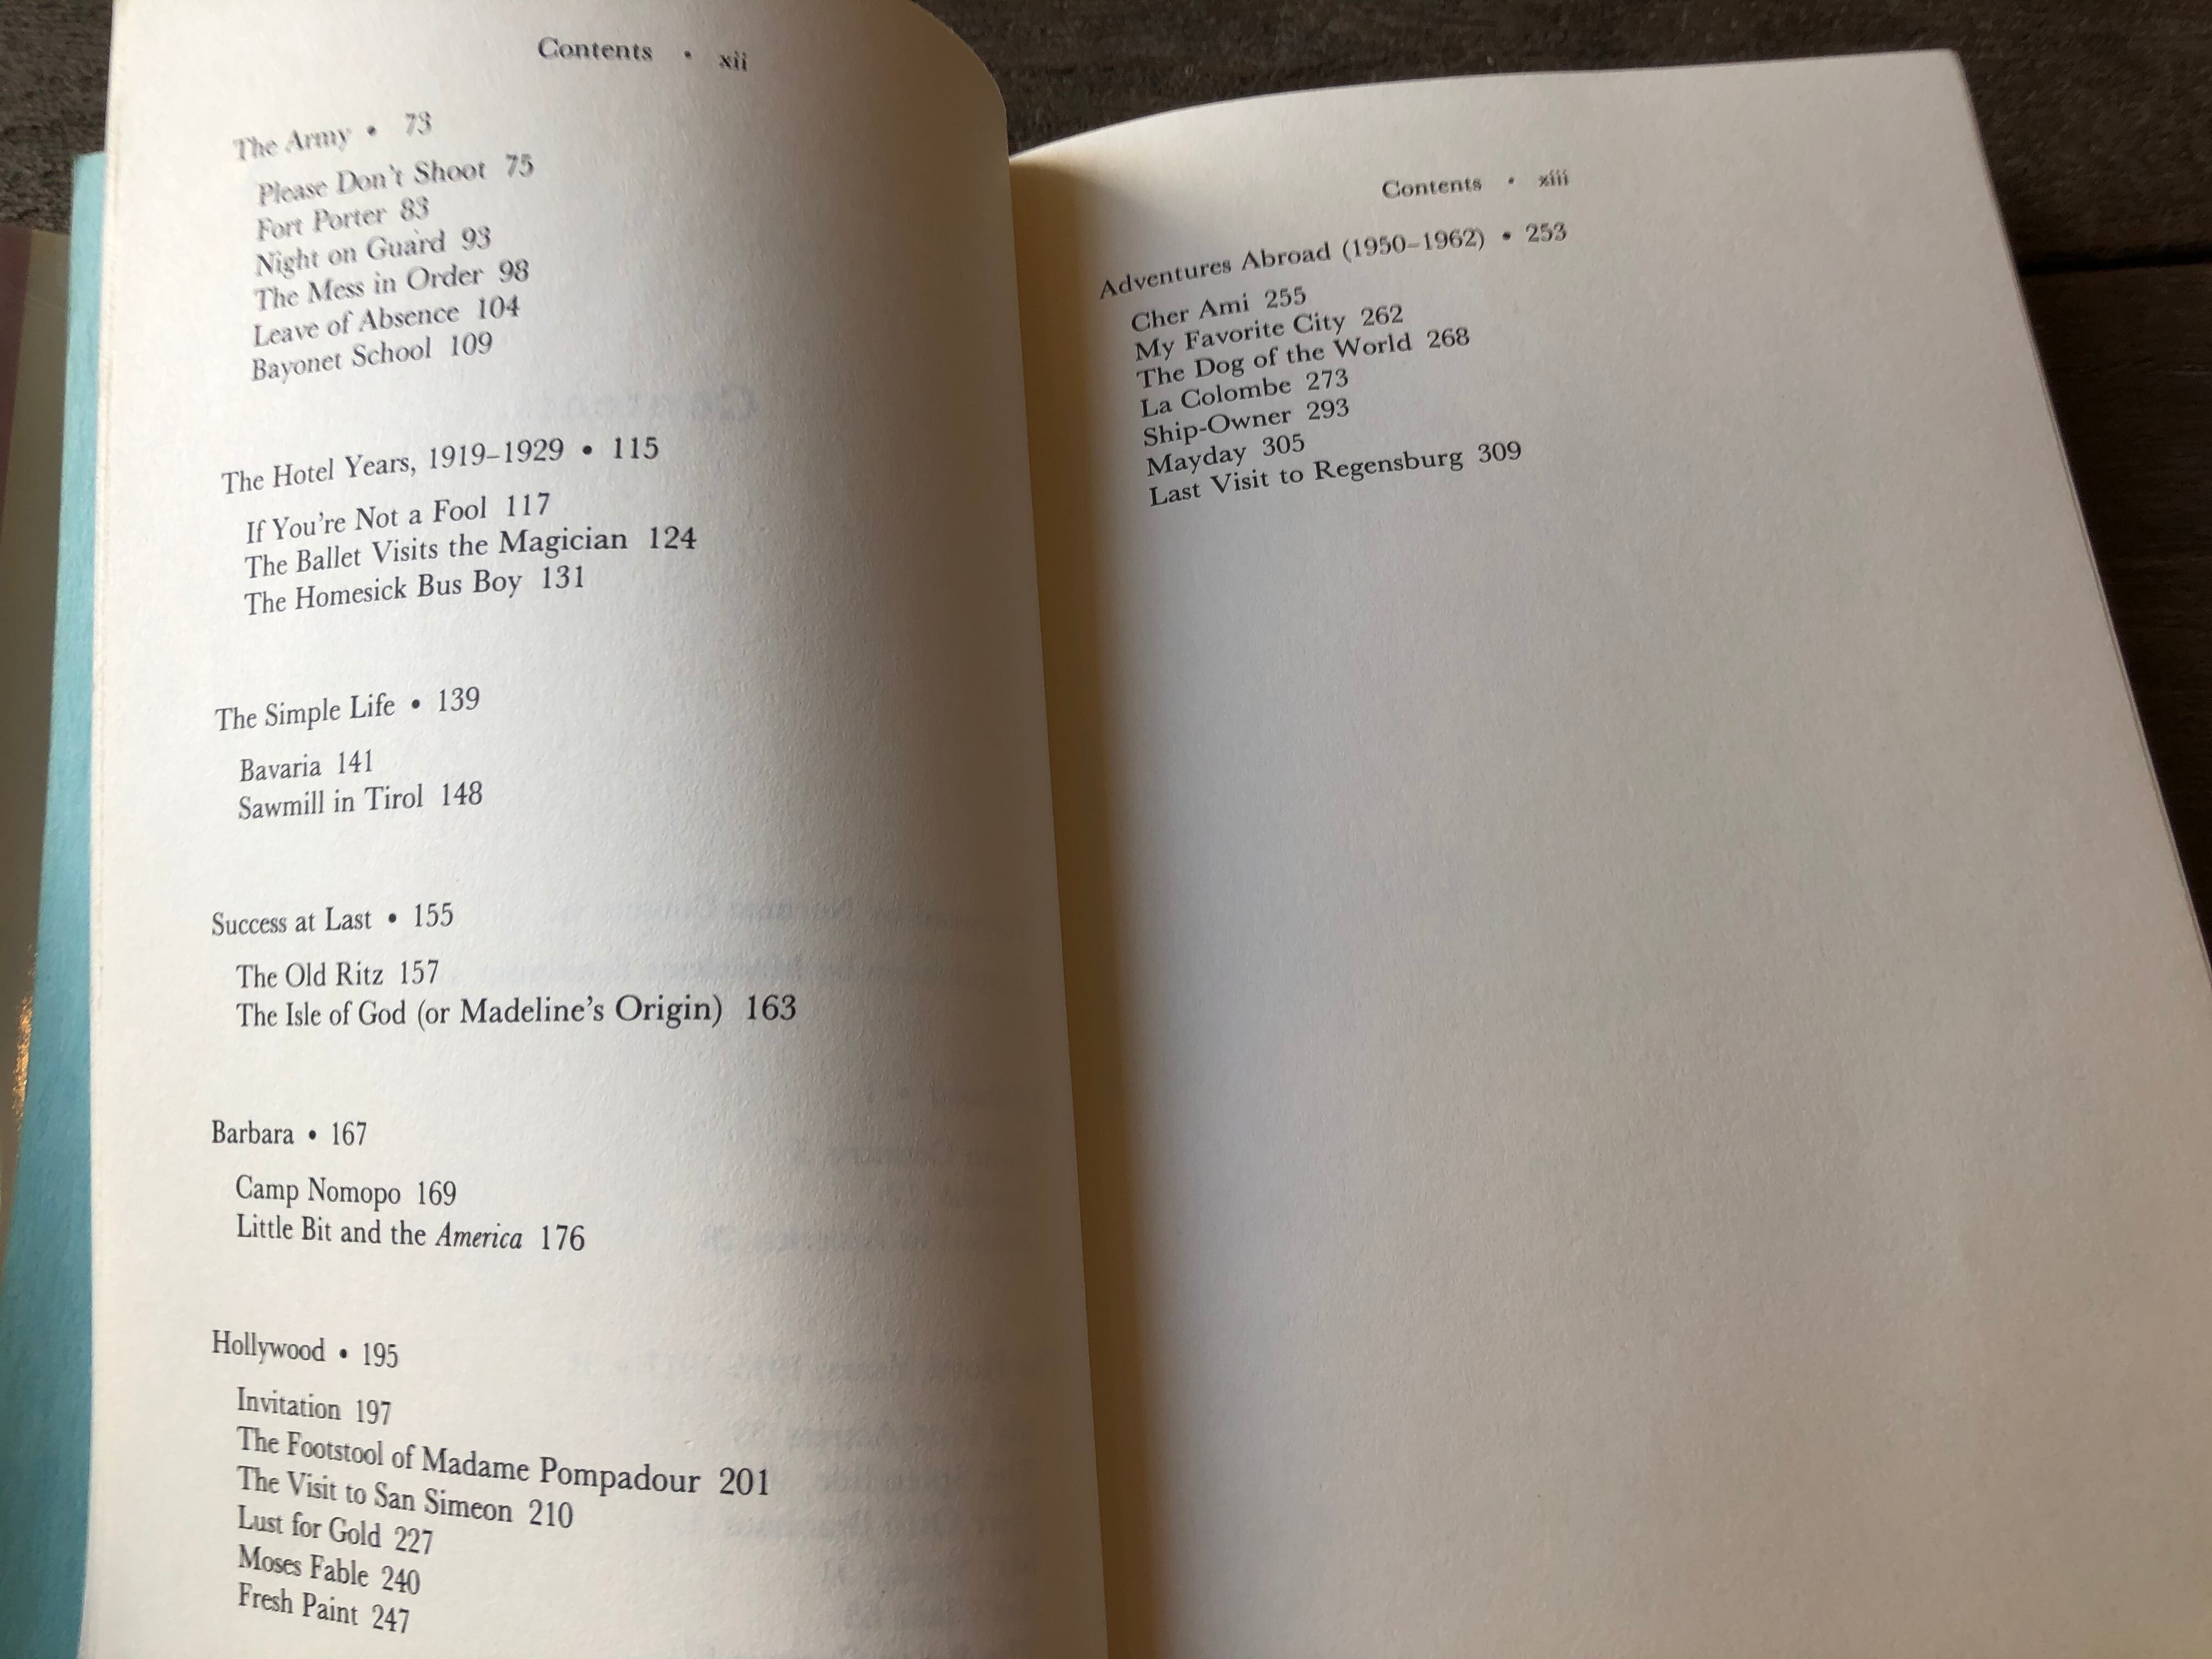 Contents • xii
The Army • 73
Please Don't Shoot 75
Fort Porter 83
Night on Guard 93
The Mess in Order 98
Leave of Absence 104
Bayonet School 109
The Hotel Years, 1919–1929 • 115
If You're Not a Fool 117
The Ballet Visits the Magician 124
The Homesick Bus Boy 131
The Simple Life • 139
Bavaria 141
Sawmill in Tirol 148
Success at Last • 155
The Old Ritz 157
The Isle of God (or Madeline's Origin) 163
Barbara • 167
Camp Nomopo 169
Little Bit and the America 176
Hollywood • 195
Invitation 197
The Footstool of Madame Pompadour 201
The Visit to San Simeon 210
Lust for Gold 227
Moses Fable 240
Fresh Paint 247
Contents • xiii
Adventures Abroad (1950–1962) • 253
Cher Ami 255
My Favorite City 262
The Dog of the World 268
La Colombe 273
Ship-Owner 293
Mayday 305
Last Visit to Regensburg 309